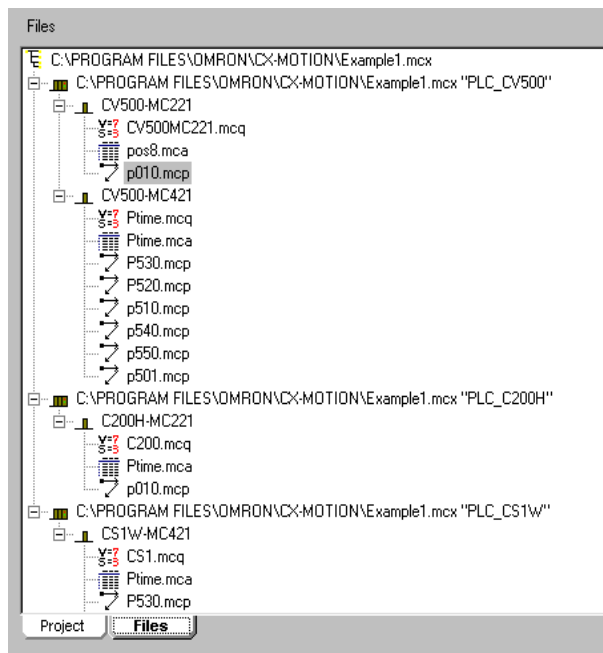 Files
C:\PROGRAM FILES\OMRON\CX-MOTION\Example1.mcx
C:\PROGRAM FILES\OMRON\CX-MOTION\Example1.mcx "PLC_CV500"
CV500-MC221
CV500MC221.mcq
pos8.mca
p010.mcp
CV500-MC421
Ptime.mcq
Ptime.mca
P530.mcp
P520.mcp
p510.mcp
p540.mcp
p550.mcp
p501.mcp
C:\PROGRAM FILES\OMRON\CX-MOTION\Example1.mcx "PLC_C200H"
C200H-MC221
C200.mcq
Ptime.mca
p010.mcp
C:\PROGRAM FILES\OMRON\CX-MOTION\Example1.mcx "PLC_CS1W"
CS1W-MC421
CS1.mcq
Ptime.mca
P530.mcp
Project Files